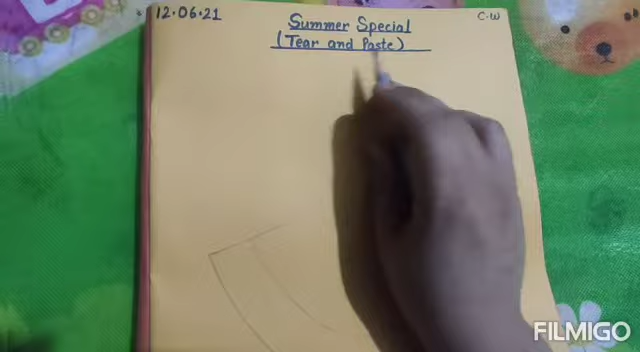 12.06.21
Summer Special
C.W
(Tear and Paste)
FILMIGO